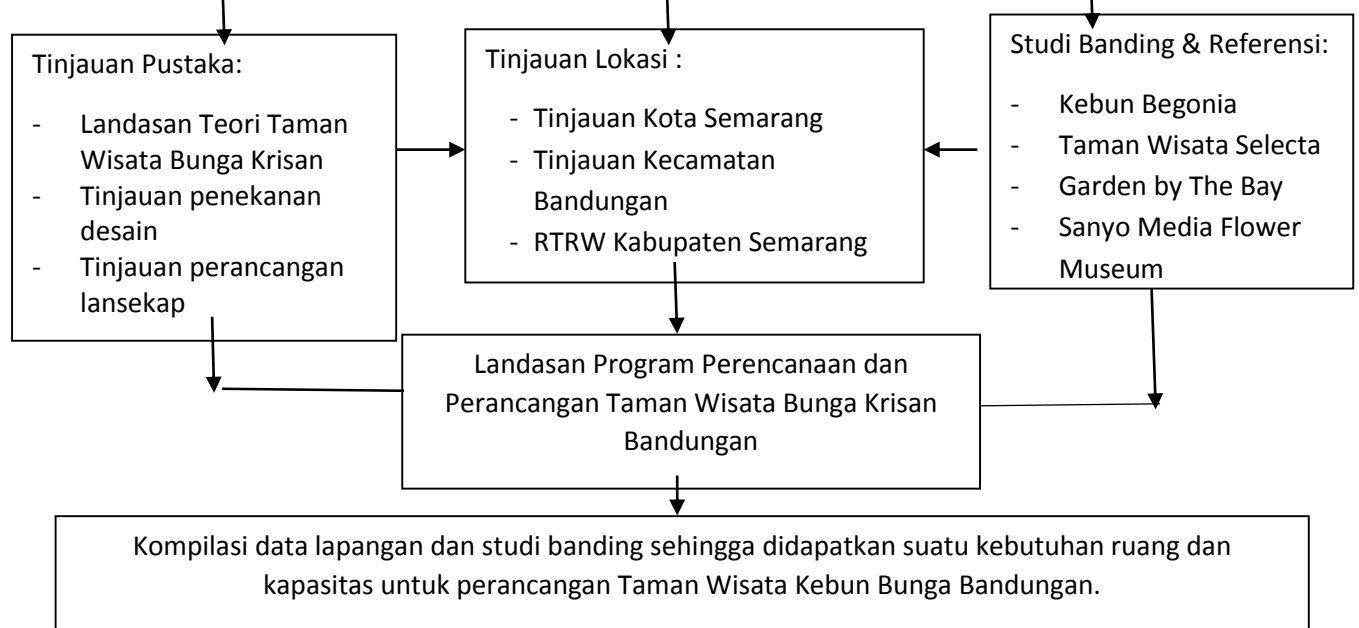 Tinjauan Pustaka:
- Landasan Teori Taman
Wisata Bunga Krisan
- Tinjauan penekanan
desain
- Tinjauan perancangan
lansekap
Tinjauan Lokasi :
- Tinjauan Kota Semarang
- Tinjauan Kecamatan
Bandungan
- RTRW Kabupaten Semarang
Studi Banding & Referensi:
- Kebun Begonia
- Taman Wisata Selecta
- Garden by The Bay
- Sanyo Media Flower
Museum
Landasan Program Perencanaan dan
Perancangan Taman Wisata Bunga Krisan
Bandungan
Kompilasi data lapangan dan studi banding sehingga didapatkan suatu kebutuhan ruang dan
kapasitas untuk perancangan Taman Wisata Kebun Bunga Bandungan.